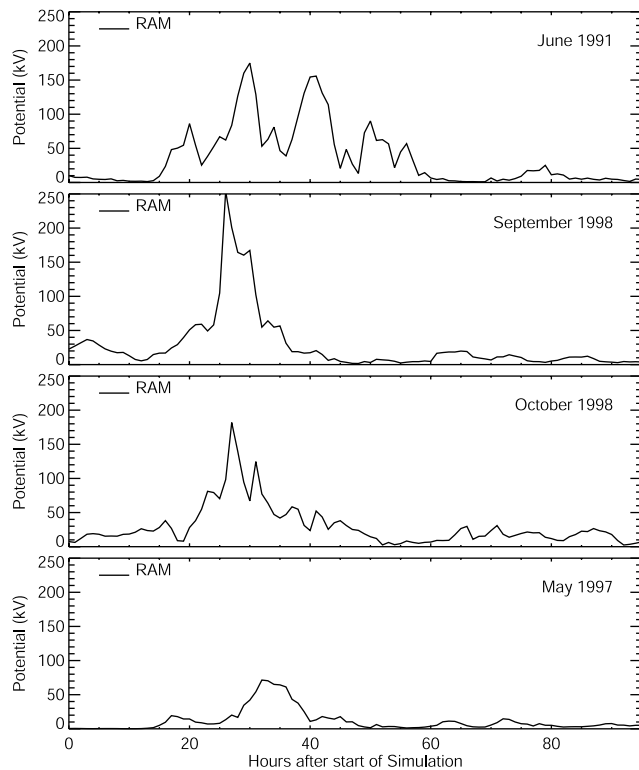 RAM
June 1991
250
200
150
100
50
0
Potential (kV)
RAM
September 1998
250
200
150
100
50
0
Potential (kV)
RAM
October 1998
250
200
150
100
50
0
Potential (kV)
RAM
May 1997
250
200
150
100
50
0
Potential (kV)
0 20 40 60 80
Hours after start of Simulation